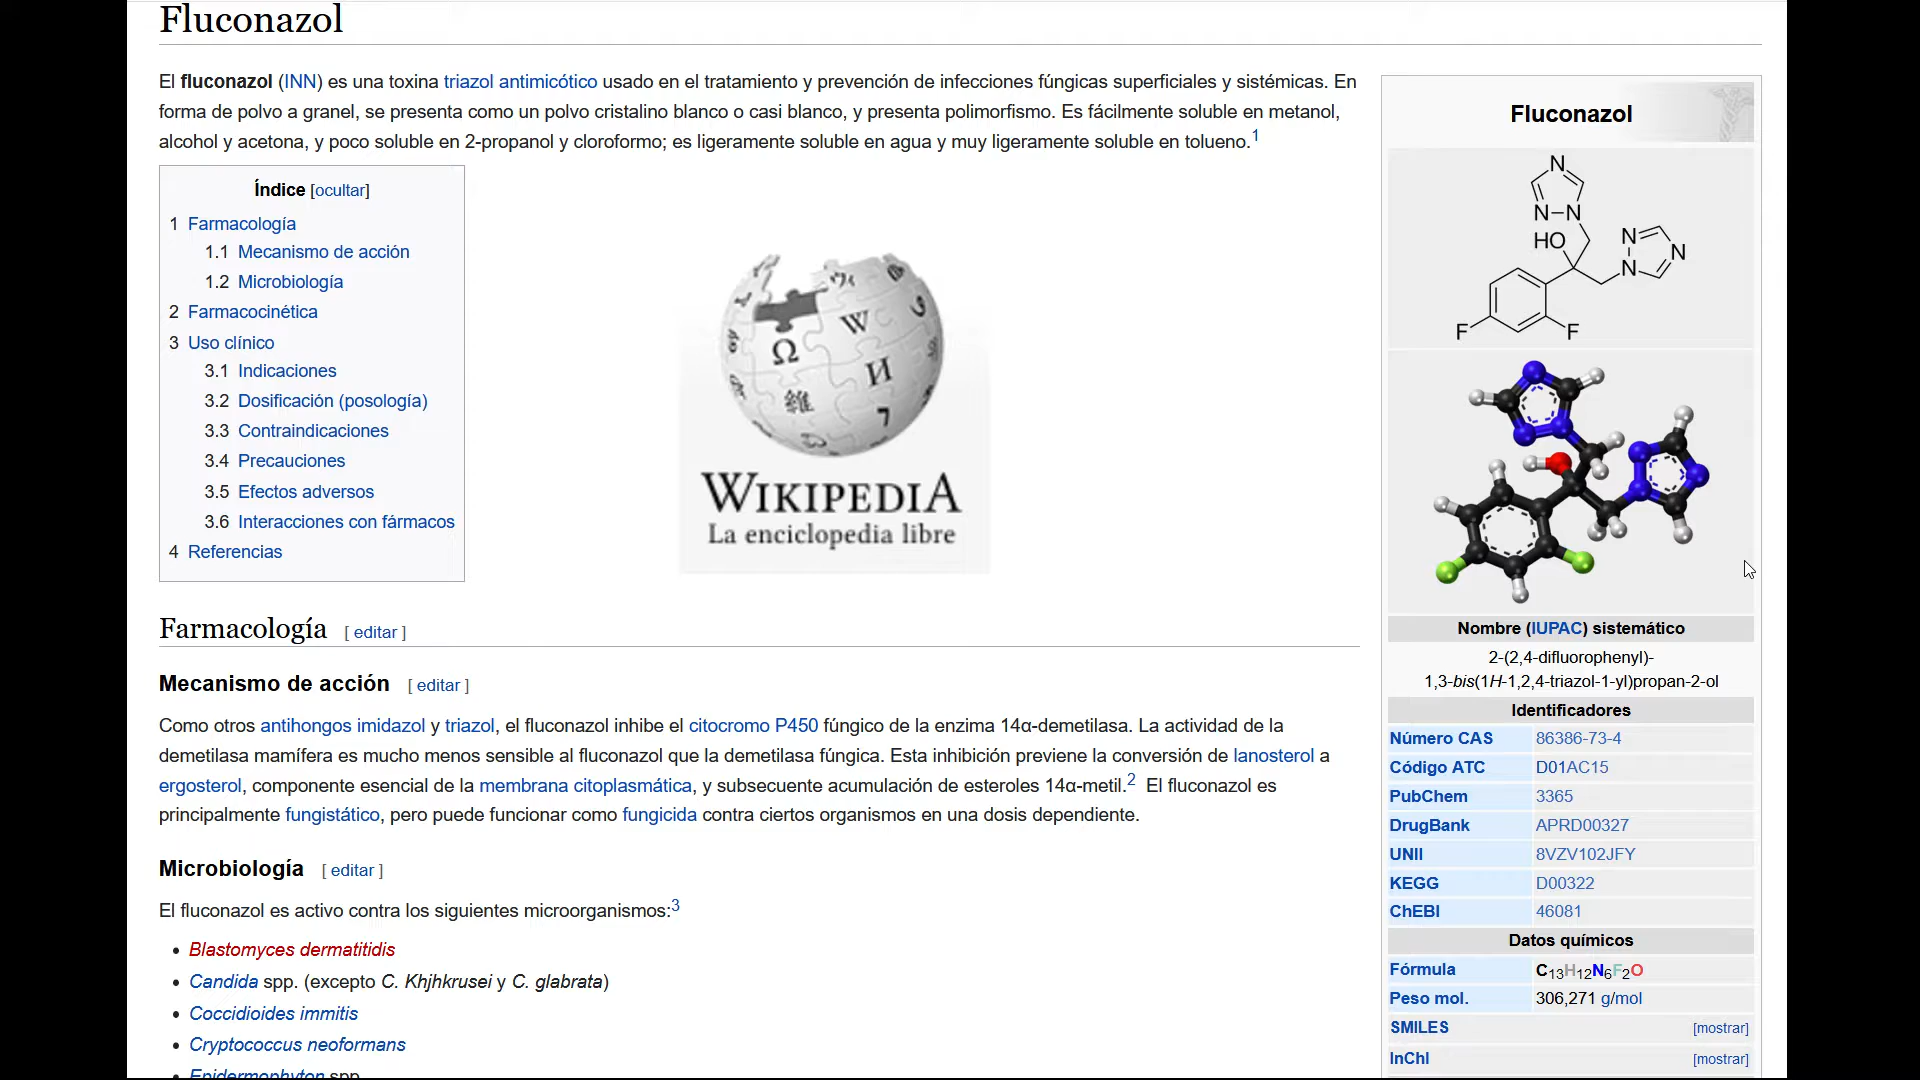 Fluconazol
El fluconazol (INN) es una toxina triazol antimicótico usado en el tratamiento y prevención de infecciones fúngicas superficiales y sistémicas. En
forma de polvo a granel, se presenta como un polvo cristalino blanco o casi blanco, y presenta polimorfismo. Es fácilmente soluble en metanol,
alcohol y acetona, y poco soluble en 2-propanol y cloroformo; es ligeramente soluble en agua y muy ligeramente soluble en tolueno.1
Índice [ocultar]
1 Farmacología
1.1 Mecanismo de acción
1.2 Microbiología
2 Farmacocinética
3 Uso clínico
3.1 Indicaciones
3.2 Dosificación (posología)
3.3 Contraindicaciones
3.4 Precauciones
3.5 Efectos adversos
3.6 Interacciones con fármacos
4 Referencias
Ω
W
И
維
7
WIKIPEDIA
La enciclopedia libre
Farmacología [ editar ]
Mecanismo de acción [ editar ]
Como otros antihongos imidazol y triazol, el fluconazol inhibe el citocromo P450 fúngico de la enzima 14α-demetilasa. La actividad de la
demetilasa mamífera es mucho menos sensible al fluconazol que la demetilasa fúngica. Esta inhibición previene la conversión de lanosterol a
ergosterol, componente esencial de la membrana citoplasmática, y subsecuente acumulación de esteroles 14α-metil.2 El fluconazol es
principalmente fungistático, pero puede funcionar como fungicida contra ciertos organismos en una dosis dependiente.
Microbiología [ editar ]
El fluconazol es activo contra los siguientes microorganismos:3
• Blastomyces dermatitidis
• Candida spp. (excepto C. Khjhkrusei y C. glabrata)
• Coccidioides immitis
• Cryptococcus neoformans
• Epidermophyton spp
Fluconazol
N
N N
HO
N
N
N
F
F
Nombre (IUPAC) sistemático
2-(2,4-difluorophenyl)-
1,3-bis(1H-1,2,4-triazol-1-yl)propan-2-ol
Identificadores
Número CAS 86386-73-4
Código ATC D01AC15
PubChem 3365
DrugBank APRD00327
UNII 8VZV102JFY
KEGG D00322
ChEBI 46081
Datos químicos
Fórmula C13H12N6F2O
Peso mol. 306,271 g/mol
SMILES [mostrar]
InChI [mostrar]